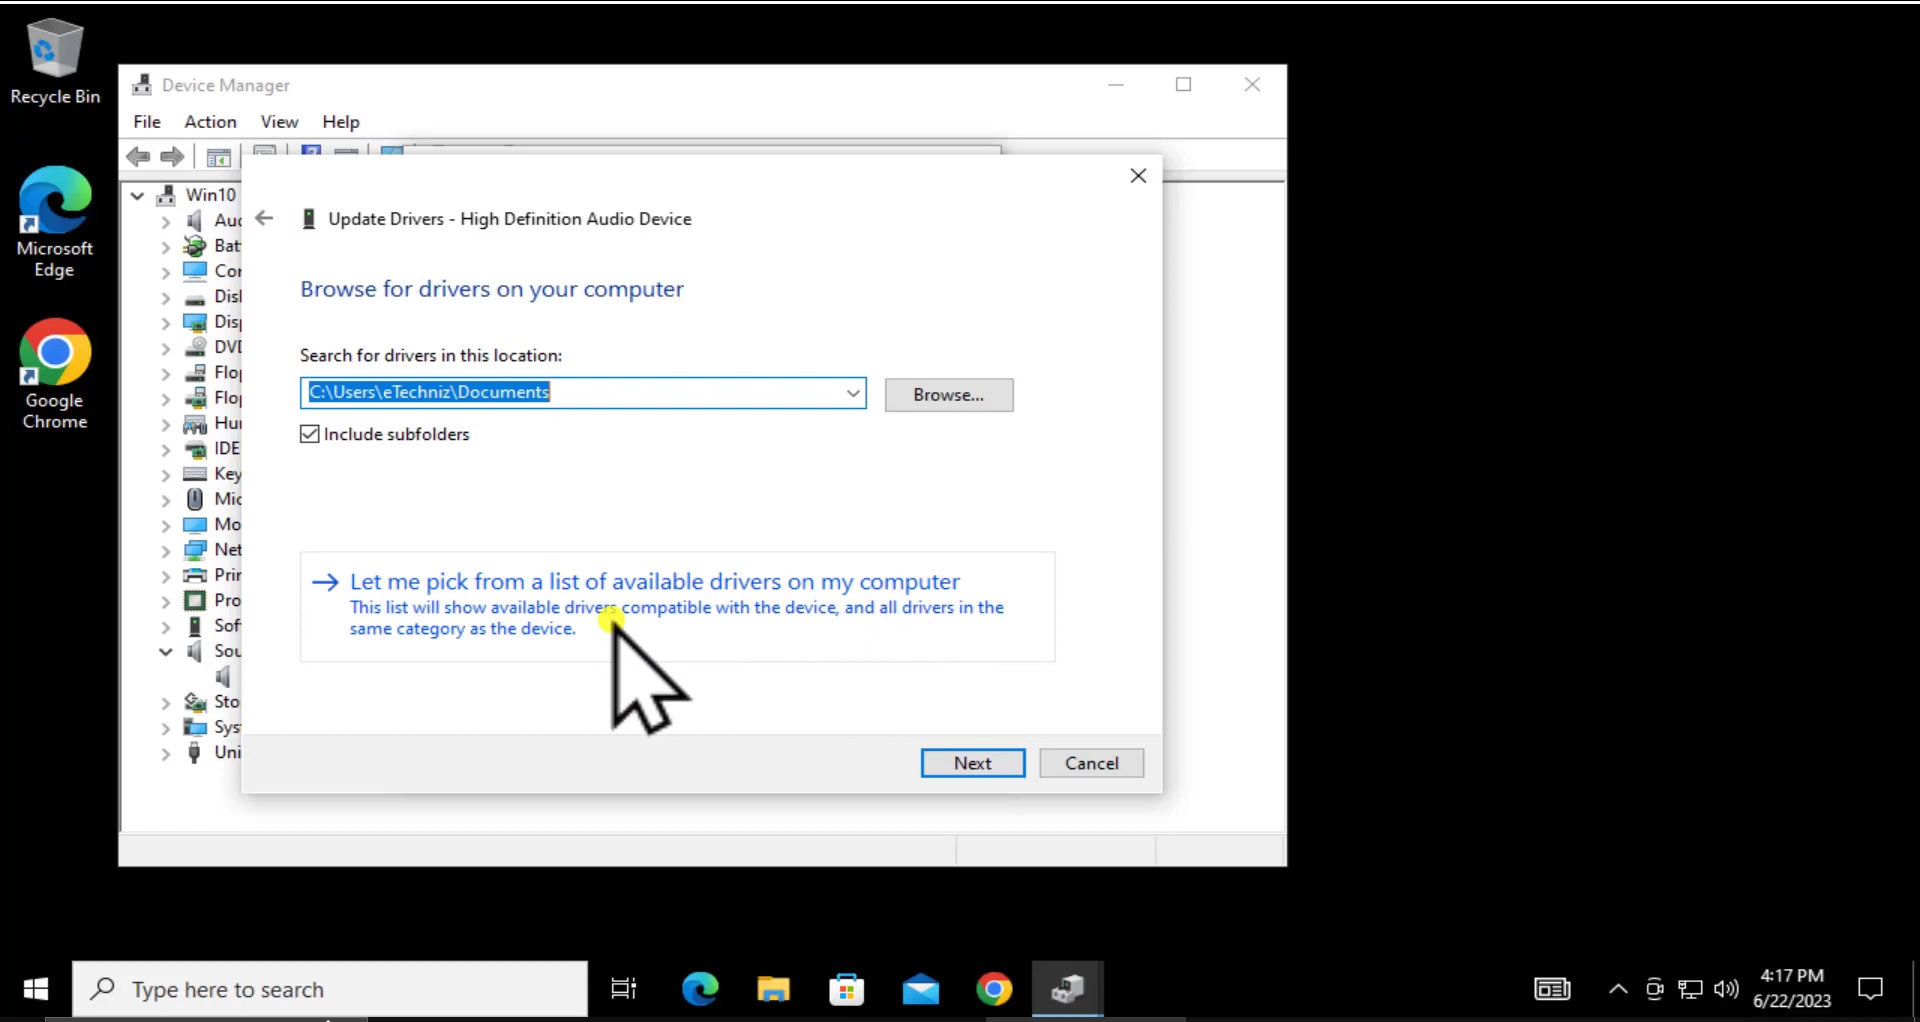 Recycle Bin
Microsoft
Edge
Google
Chrome
Device Manager
File Action View Help
Win10
Update Drivers - High Definition Audio Device
Browse for drivers on your computer
Search for drivers in this location:
C:\Users\eTechniz\Documents
Browse...
Include subfolders
Let me pick from a list of available drivers on my computer
This list will show available drivers compatible with the device, and all drivers in the
same category as the device.
Next Cancel
Type here to search
4:17 PM
6/22/2023